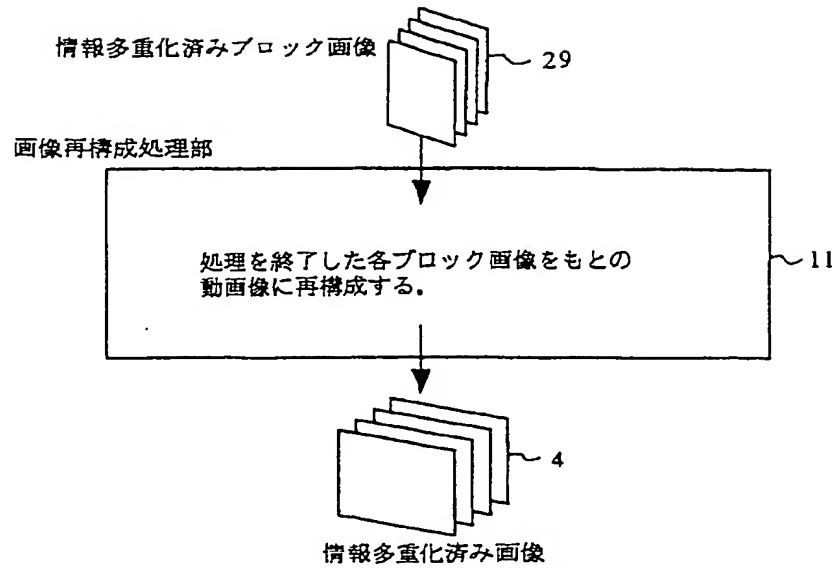 情報多重化済みブロック画像
29
画像再構成処理部
処理を終了した各ブロック画像をもとの
動画像に再構成する。
11
4
情報多重化済み画像